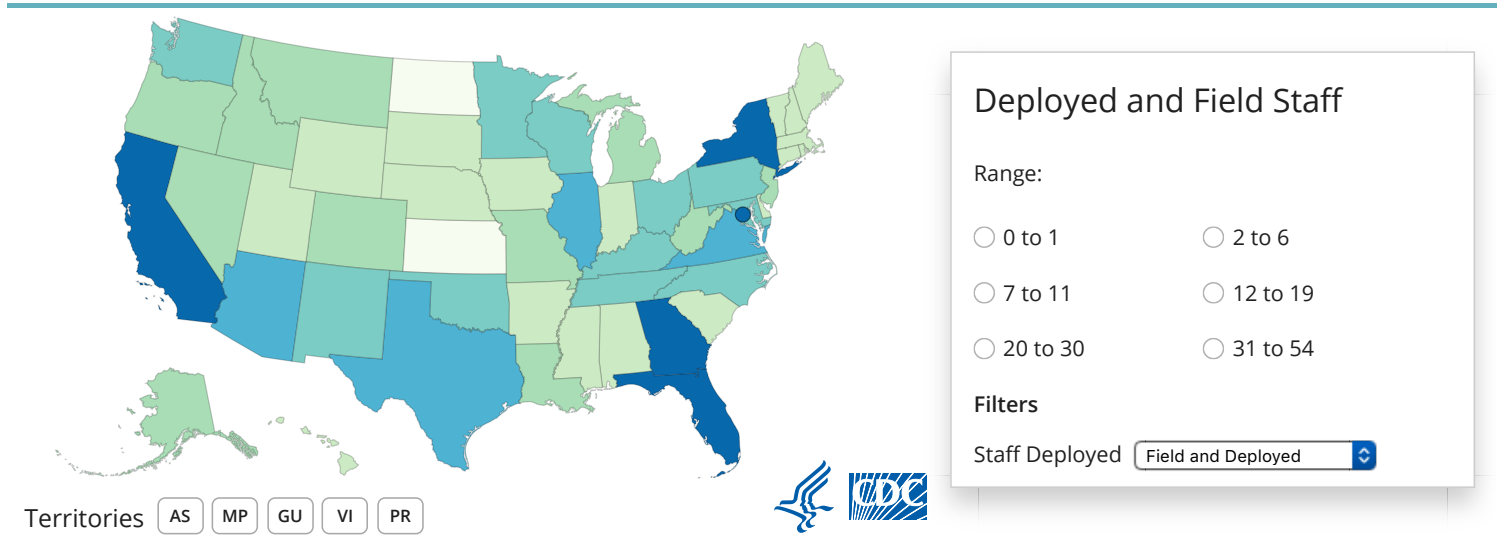 Deployed and Field Staff
Range:
0 to 1
2 to 6
7 to 11
12 to 19
20 to 30
31 to 54
Filters
Staff Deployed Field and Deployed
CDC
Territories AS MP GU VI PR